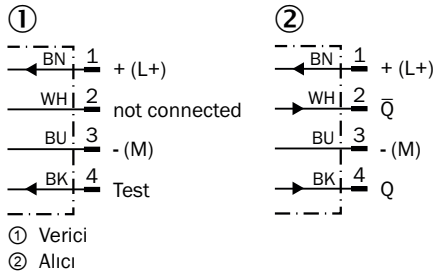 ①
BN 1 + (L+)
WH 2 not connected
BU 3 - (M)
BK 4 Test
②
BN 1 + (L+)
WH 2 Q̅
BU 3 - (M)
BK 4 Q
① Verici
② Alıcı